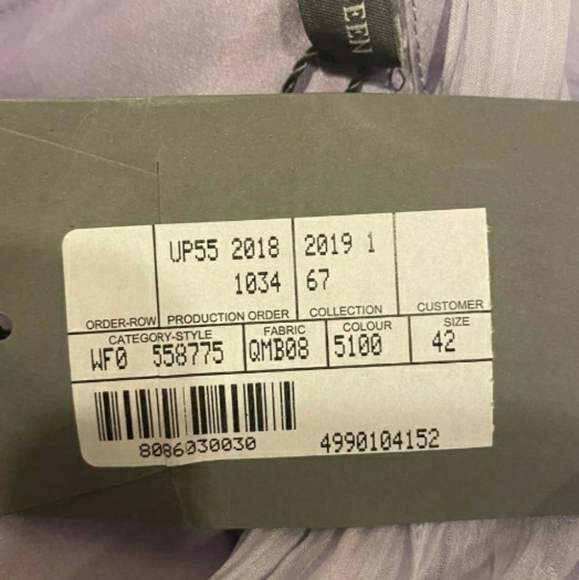 EEN
UP55 2018 2019 1
1034 67
ORDER-ROW PRODUCTION ORDER COLLECTION CUSTOMER
CATEGORY-STYLE FABRIC COLOUR SIZE
WF0 558775 QMB08 5100 42
8086030030 4990104152